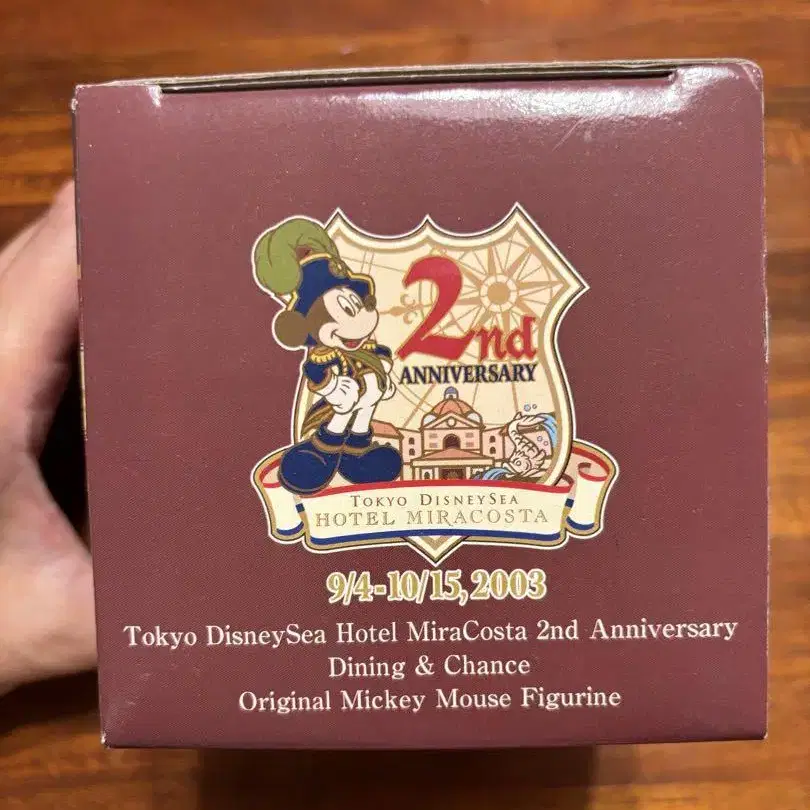 2nd
ANNIVERSARY
TOKYO DISNEYSEA
HOTEL MIRACOSTA
9/4-10/15, 2003
Tokyo DisneySea Hotel MiraCosta 2nd Anniversary
Dining & Chance
Original Mickey Mouse Figurine